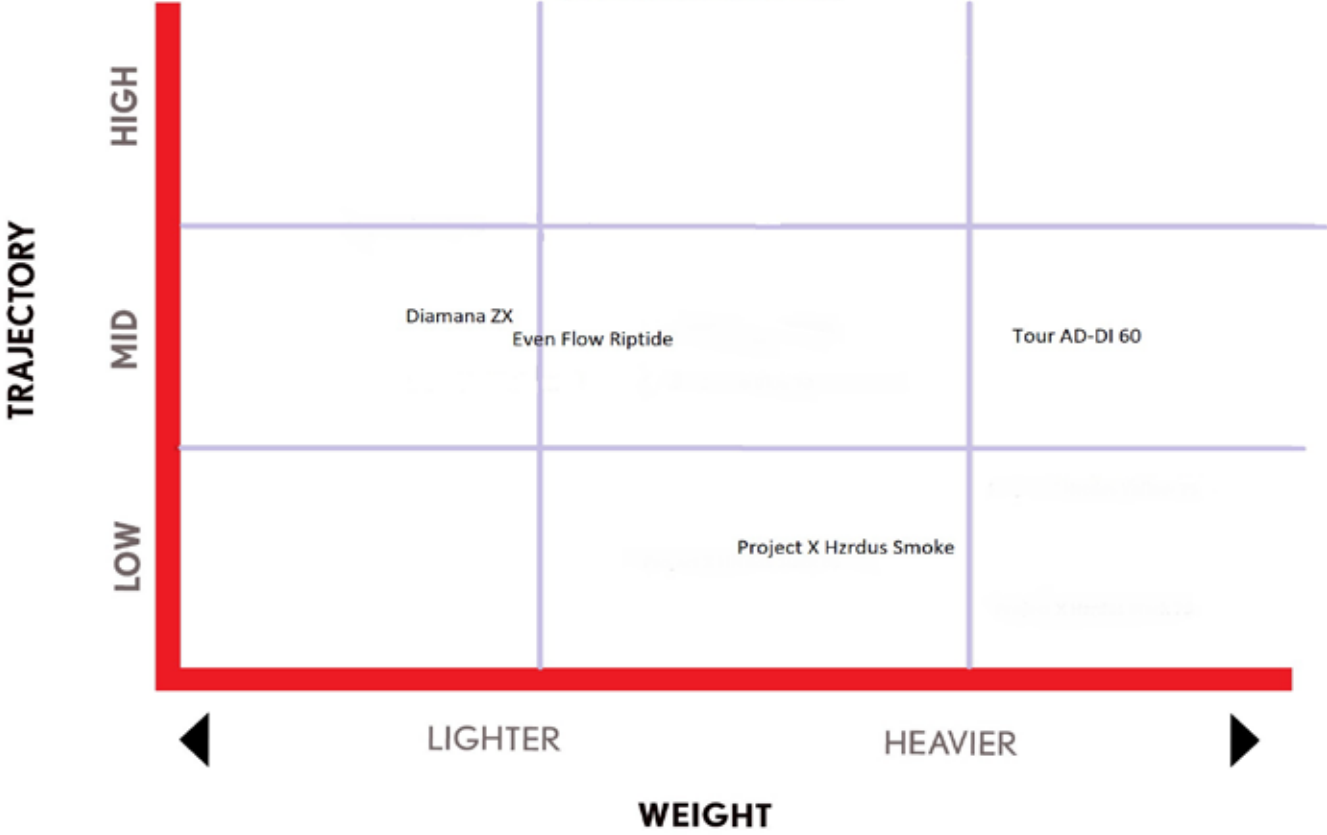 HIGH
TRAJECTORY
MID
LOW
Diamana ZX
Even Flow Riptide
Tour AD-DI 60
Project X Hzrdus Smoke
LIGHTER
HEAVIER
WEIGHT